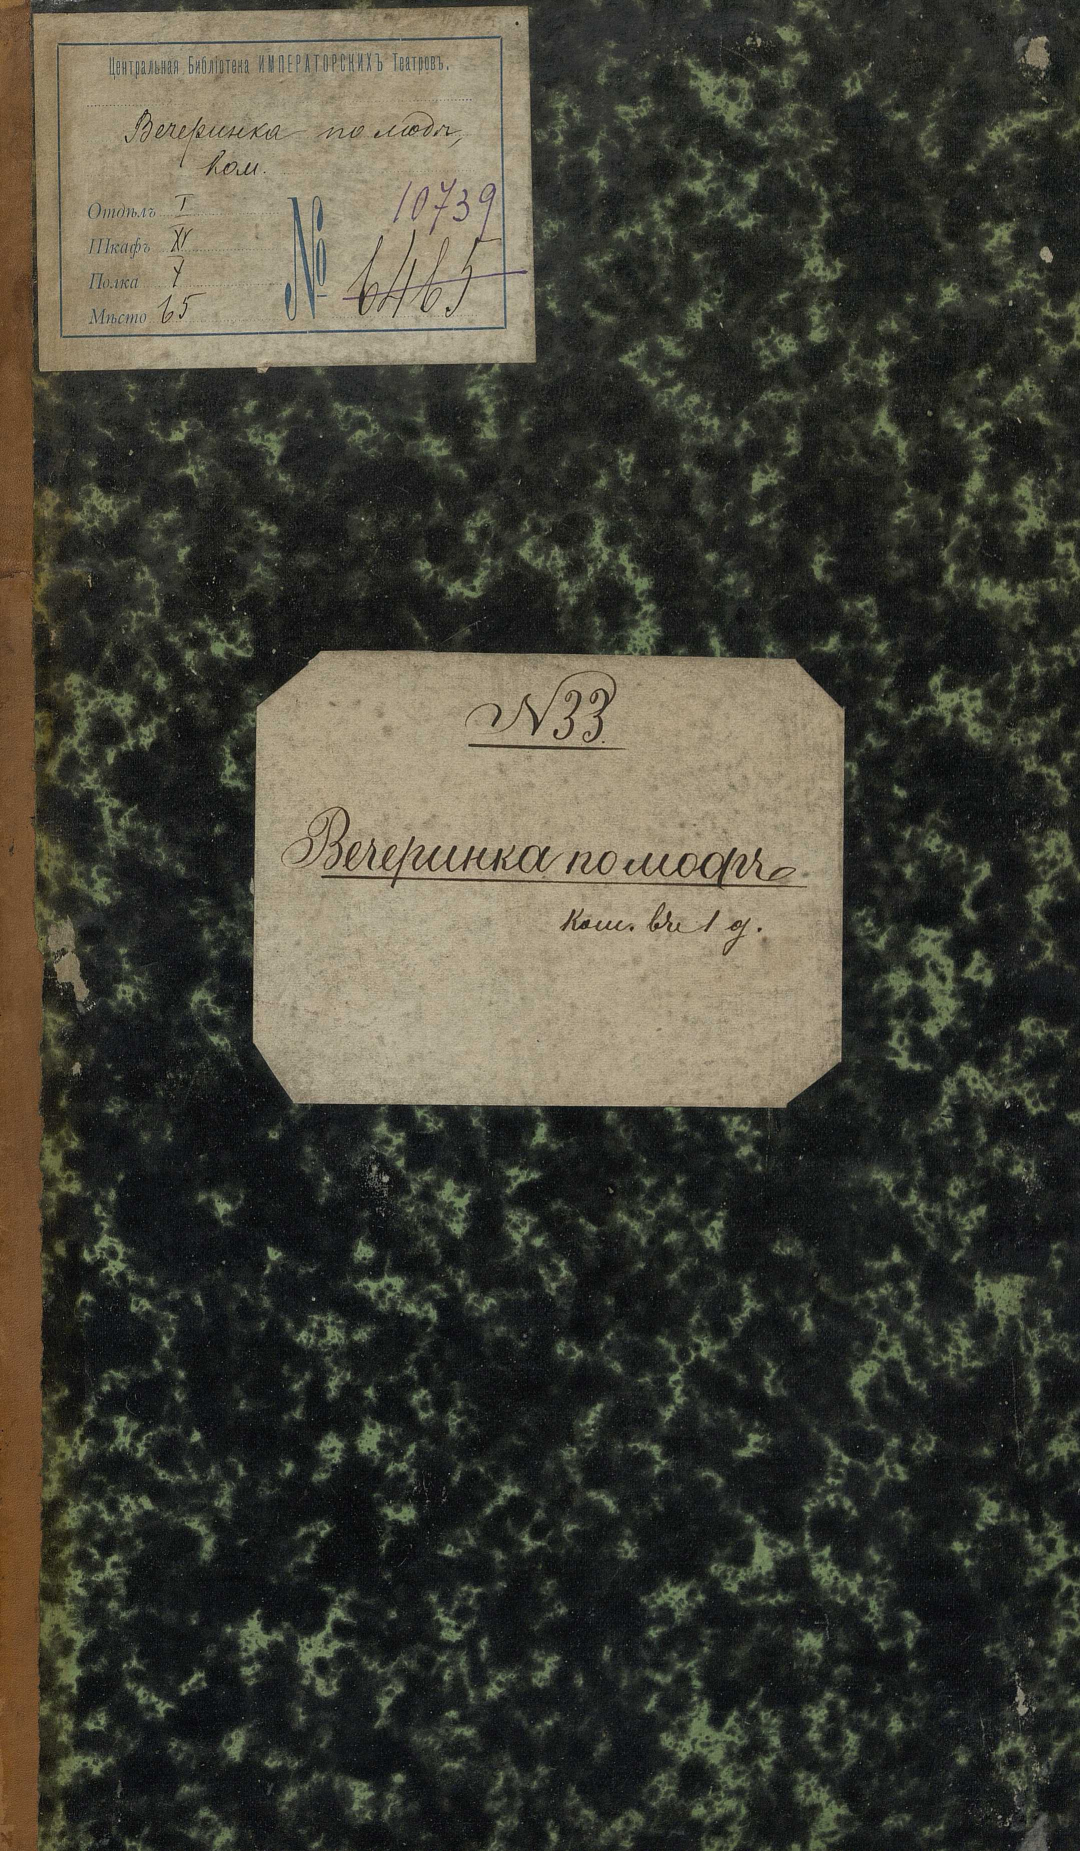 Центральная Библіотека ИМПЕРАТОРСКИХЪ Театровъ.
Вечеринка по модѣ,
ком.
Отдѣлъ I
Шкафъ XV
Полка 7
Мѣсто 65
№ 10739
6465
N 33.
Вечеринка по модѣ
ком. въ 1 д.